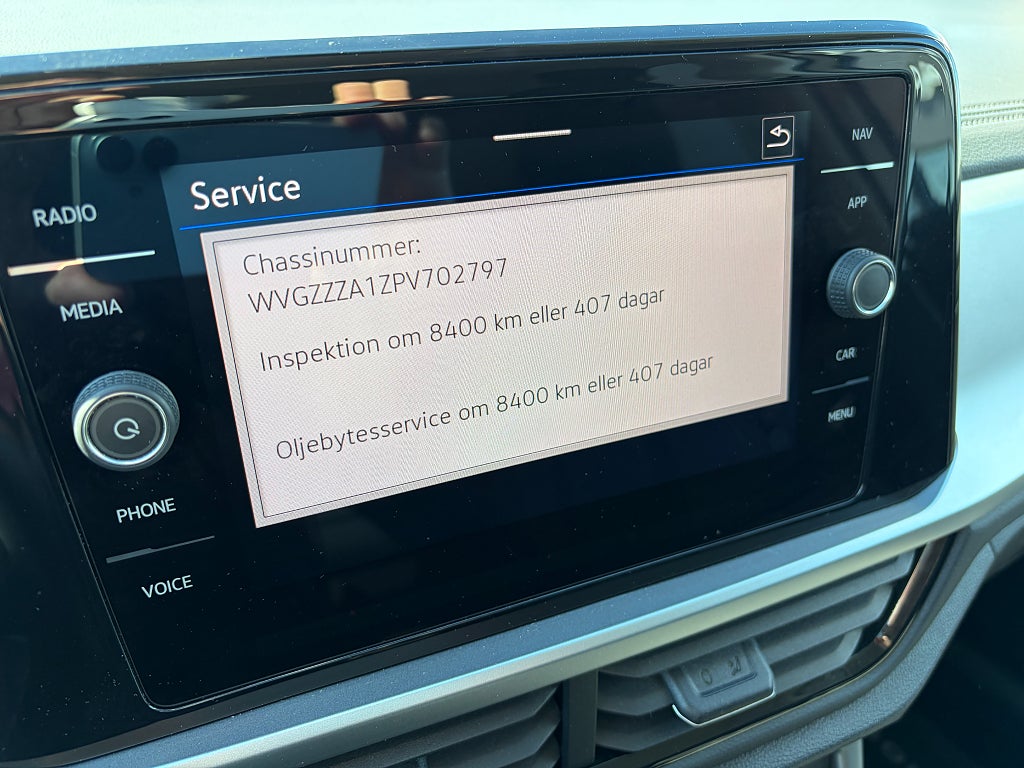 Service
Chassinummer:
WVGZZZA1ZPV702797
Inspektion om 8400 km eller 407 dagar
Oljebytesservice om 8400 km eller 407 dagar
RADIO
MEDIA
PHONE
VOICE
NAV
APP
CAR
MENU